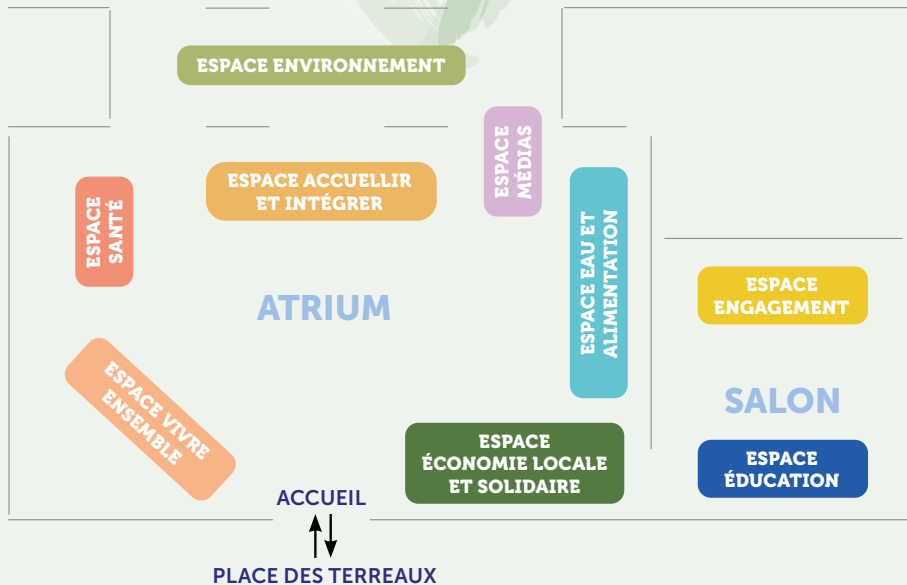 ESPACE ENVIRONNEMENT
ESPACE
MÉDIAS
ESPACE ACCUELLIR
ET INTÉGRER
ESPACE
SANTÉ
ESPACE EAU ET
ALIMENTATION
ESPACE
ENGAGEMENT
ATRIUM
ESPACE VIVRE
ENSEMBLE
SALON
ESPACE
ÉCONOMIE LOCALE
ET SOLIDAIRE
ESPACE
ÉDUCATION
ACCUEIL
PLACE DES TERREAUX